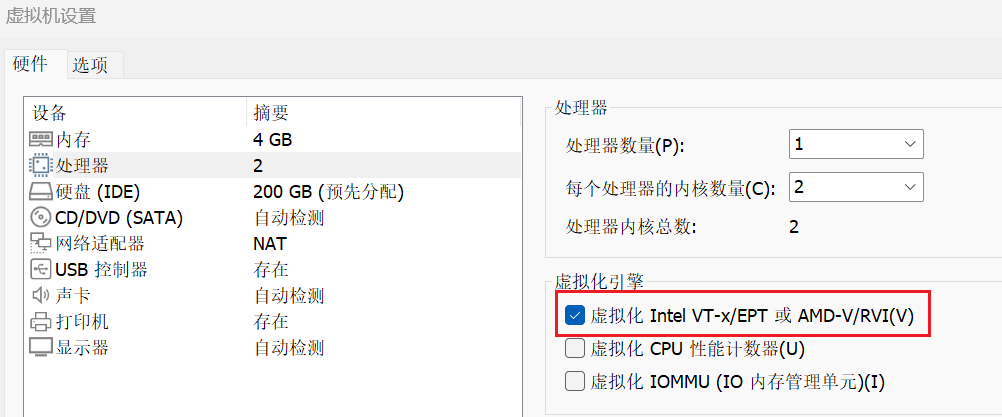 虚拟机设置
硬件 选项
设备 摘要
内存 4 GB
处理器 2
硬盘 (IDE) 200 GB (预先分配)
CD/DVD (SATA) 自动检测
网络适配器 NAT
USB 控制器 存在
声卡 自动检测
打印机 存在
显示器 自动检测
处理器
处理器数量(P): 1
每个处理器的内核数量(C): 2
处理器内核总数: 2
虚拟化引擎
虚拟化 Intel VT-x/EPT 或 AMD-V/RVI(V)
虚拟化 CPU 性能计数器(U)
虚拟化 IOMMU (IO 内存管理单元)(I)